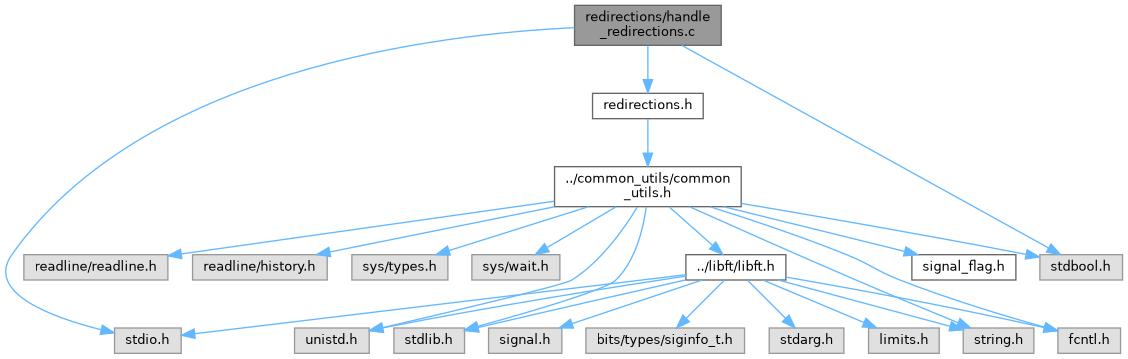 redirections/handle
_redirections.c
redirections.h
../common_utils/common
_utils.h
readline/readline.h
readline/history.h
sys/types.h
sys/wait.h
../libft/libft.h
signal_flag.h
stdbool.h
stdio.h
unistd.h
stdlib.h
signal.h
bits/types/siginfo_t.h
stdarg.h
limits.h
string.h
fcntl.h